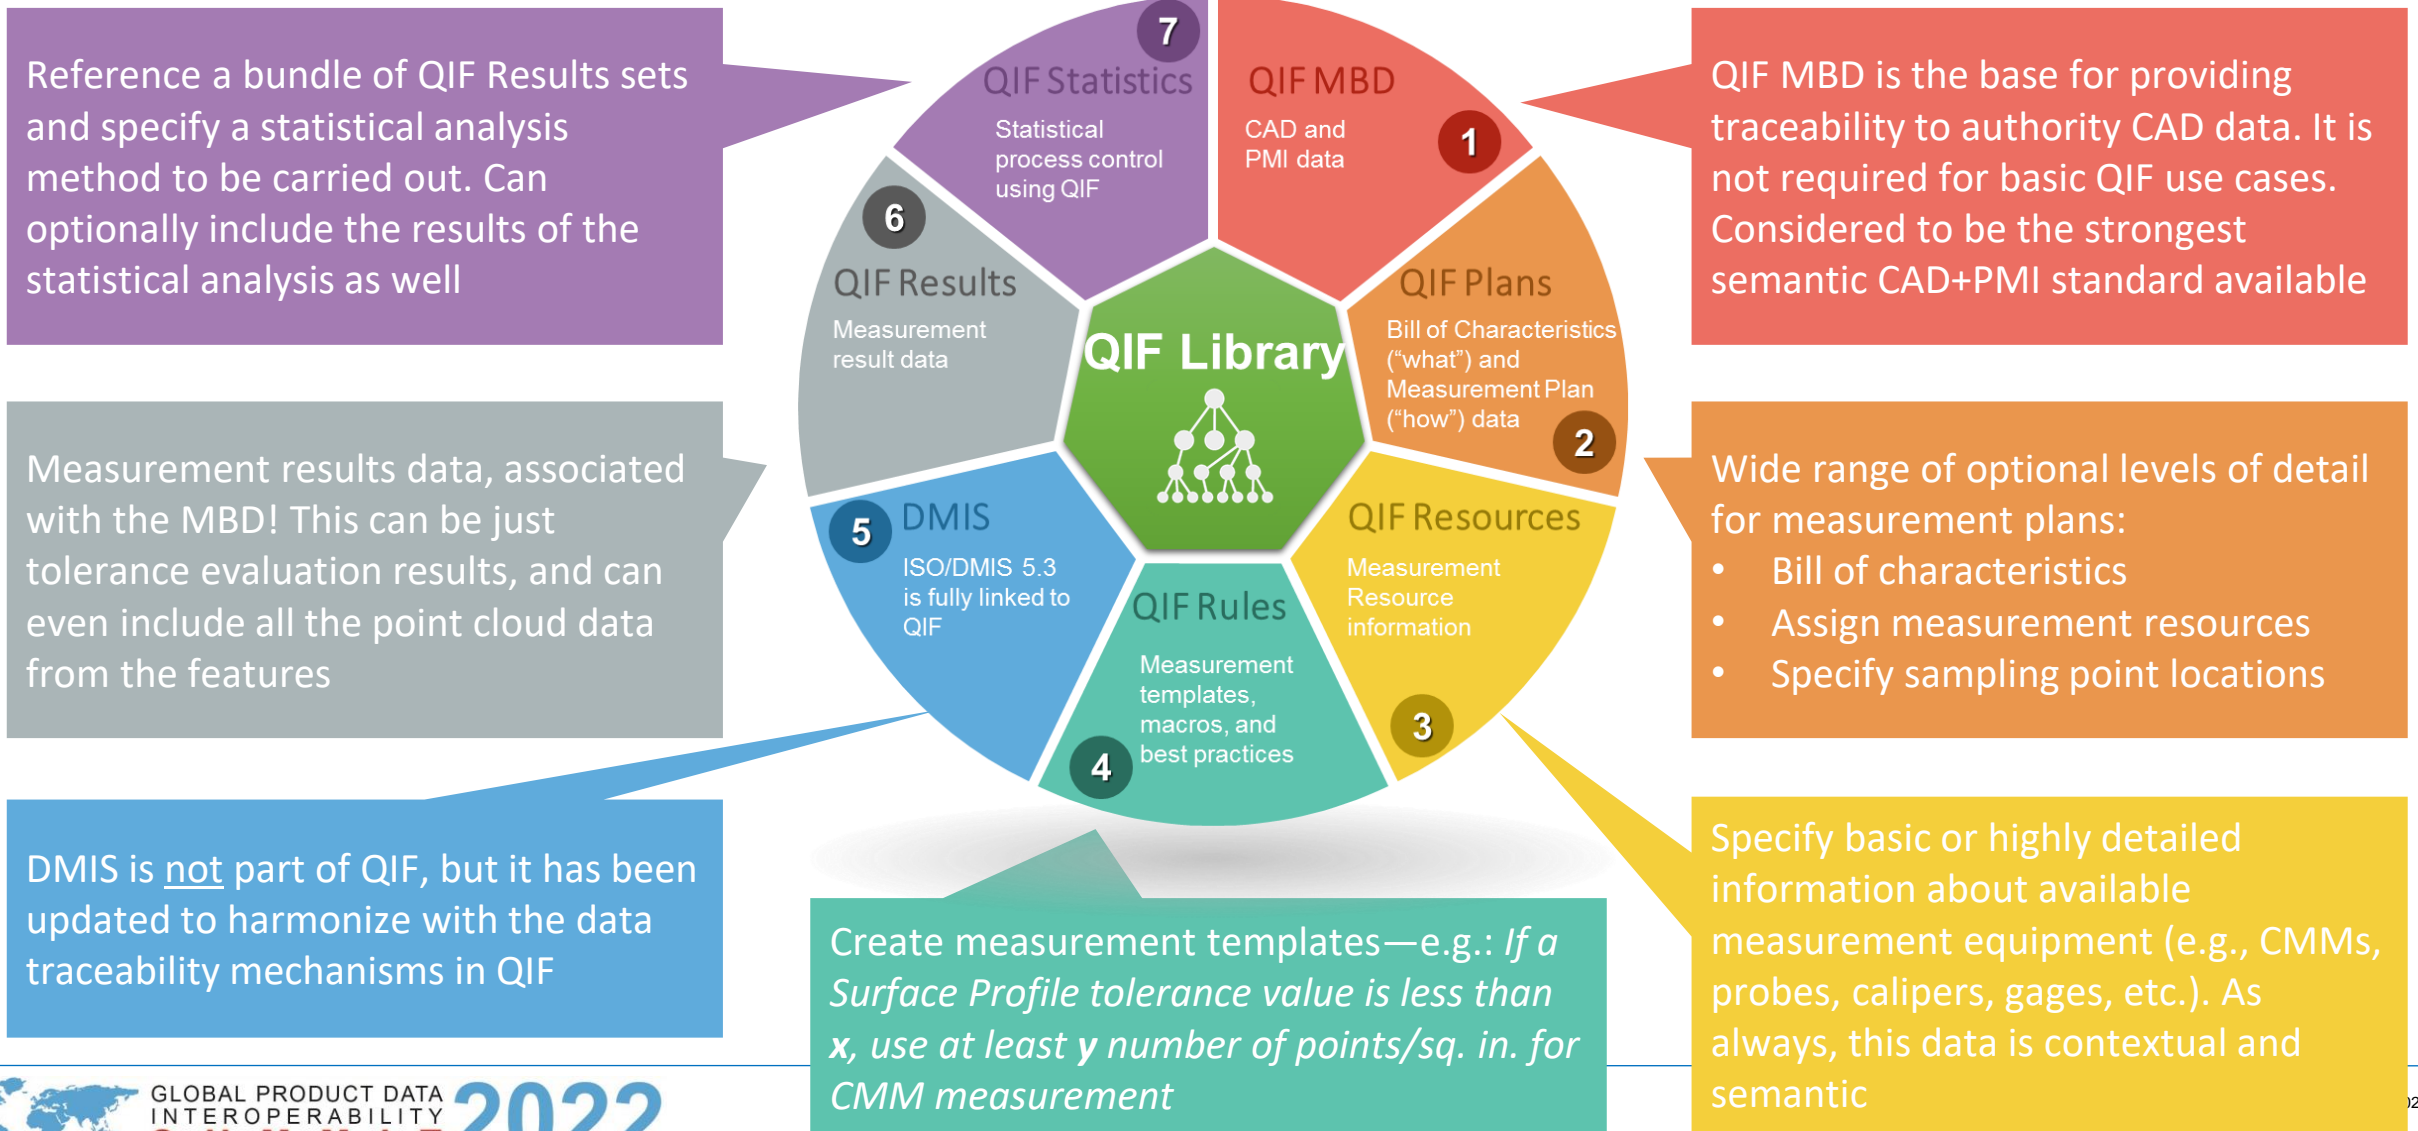 Reference a bundle of QIF Results sets
and specify a statistical analysis
method to be carried out. Can
optionally include the results of the
statistical analysis as well
Measurement results data, associated
with the MBD! This can be just
tolerance evaluation results, and can
even include all the point cloud data
from the features
DMIS is not part of QIF, but it has been
updated to harmonize with the data
traceability mechanisms in QIF
7
QIF Statistics
Statistical
process control
using QIF
QIF MBD
CAD and
PMI data
1
6
QIF Results
Measurement
result data
QIF Library
QIF Plans
Bill of Characteristics
(“what”) and
Measurement Plan
(“how”) data
2
5
DMIS
ISO/DMIS 5.3
is fully linked to
QIF
QIF Rules
Measurement
templates,
macros, and
best practices
4
QIF Resources
Measurement
Resource
information
3
QIF MBD is the base for providing
traceability to authority CAD data. It is
not required for basic QIF use cases.
Considered to be the strongest
semantic CAD+PMI standard available
Wide range of optional levels of detail
for measurement plans:
• Bill of characteristics
• Assign measurement resources
• Specify sampling point locations
Specify basic or highly detailed
information about available
measurement equipment (e.g., CMMs,
probes, calipers, gages, etc.). As
always, this data is contextual and
semantic
Create measurement templates—e.g.: If a
Surface Profile tolerance value is less than
x, use at least y number of points/sq. in. for
CMM measurement
GLOBAL PRODUCT DATA
INTEROPERABILITY
2022